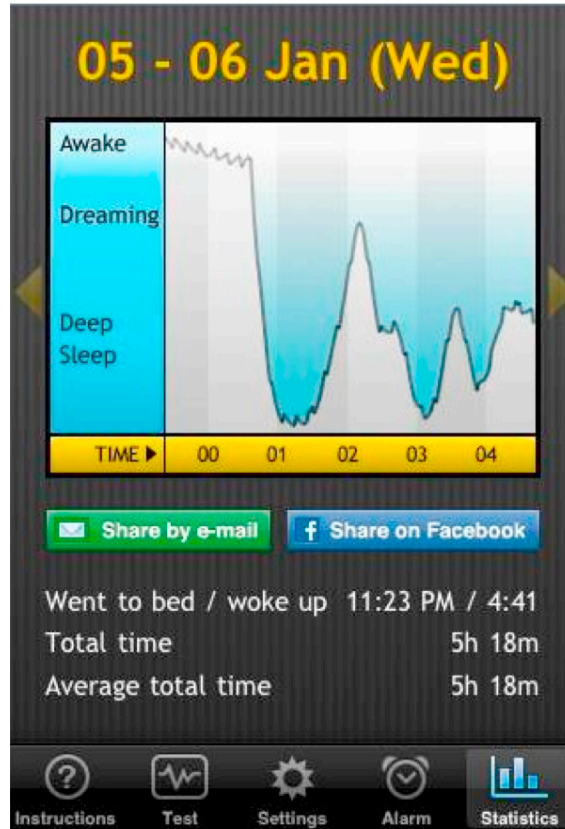 05 - 06 Jan (Wed)
Awake
Dreaming
Deep
Sleep
TIME 00 01 02 03 04
Share by e-mail f Share on Facebook
Went to bed / woke up 11:23 PM / 4:41
Total time 5h 18m
Average total time 5h 18m
Instructions Test Settings Alarm Statistics